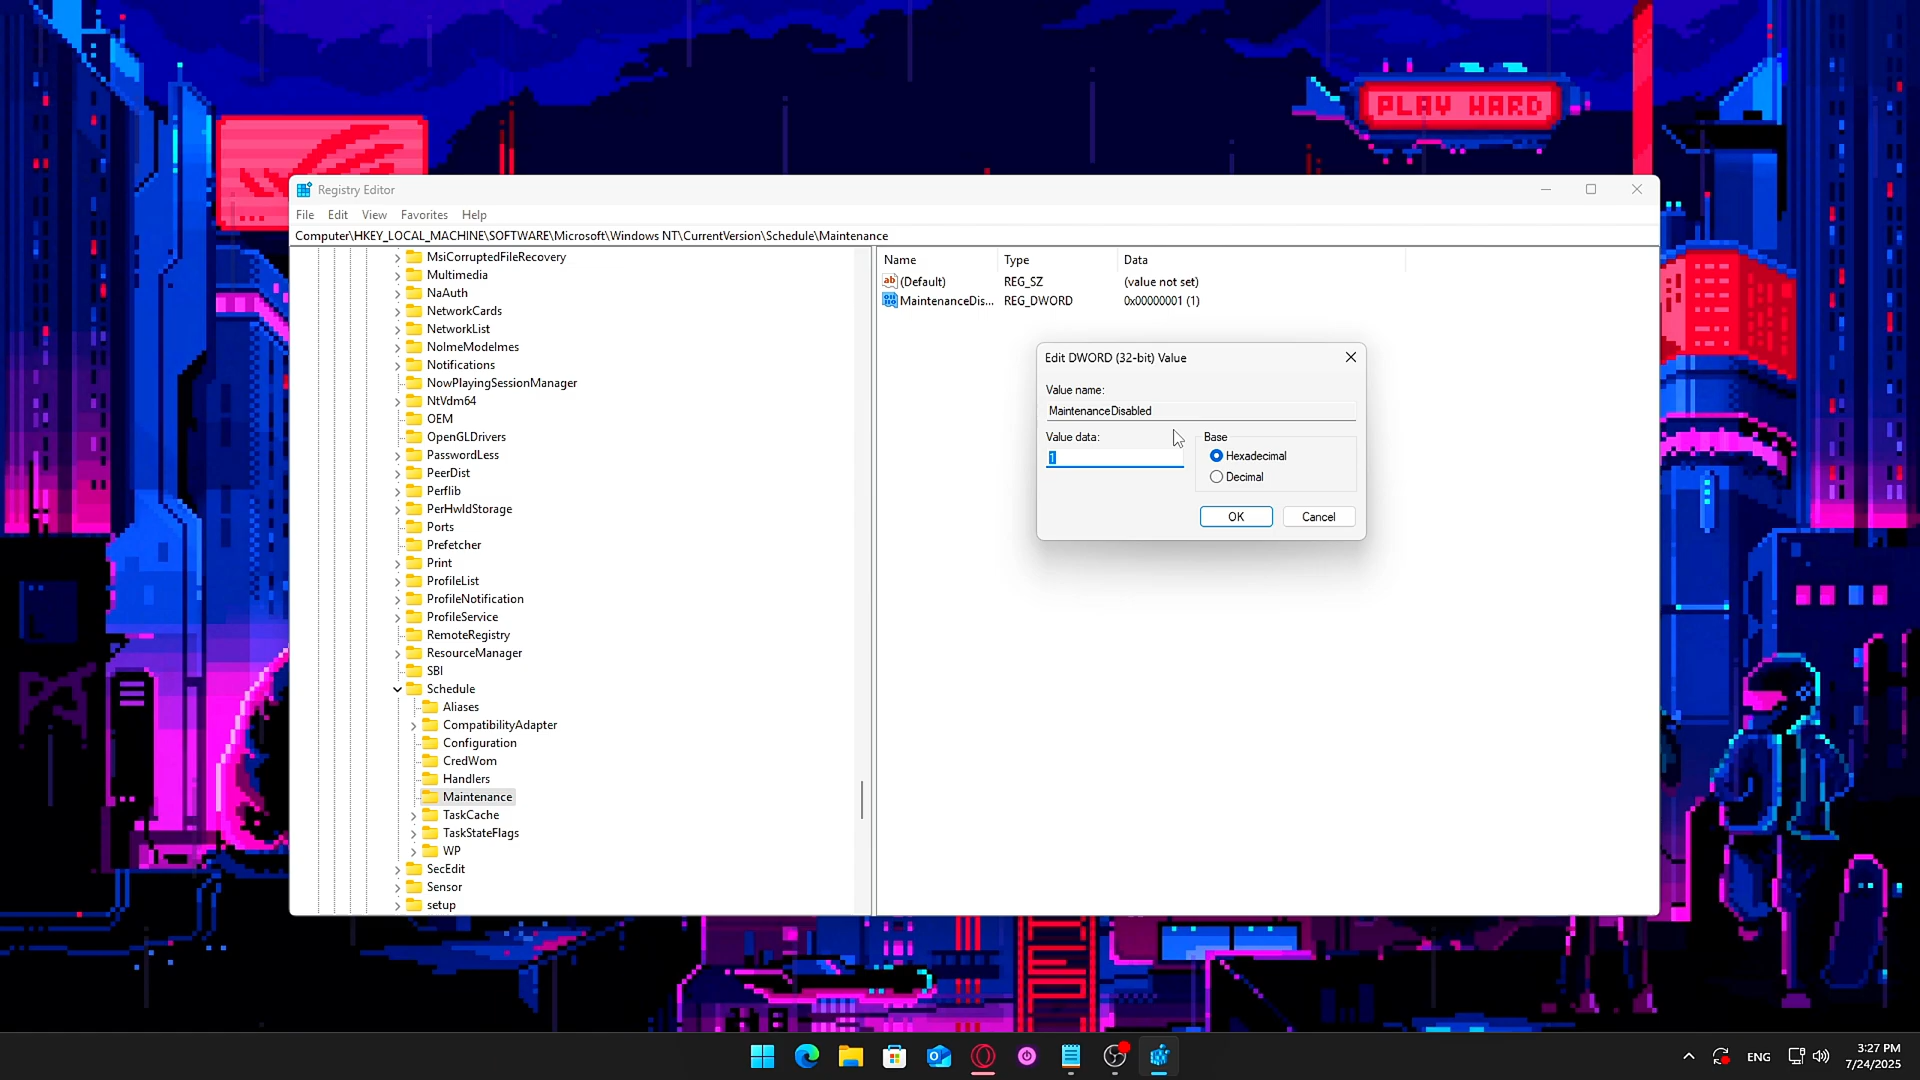 PLAY HARD
Registry Editor
File Edit View Favorites Help
Computer\HKEY_LOCAL_MACHINE\SOFTWARE\Microsoft\Windows NT\CurrentVersion\Schedule\Maintenance
MsiCorruptedFileRecovery
Multimedia
NaAuth
NetworkCards
NetworkList
NoImeModeImes
Notifications
NowPlayingSessionManager
NtVdm64
OEM
OpenGLDrivers
PasswordLess
PeerDist
Perflib
PerHwIdStorage
Ports
Prefetcher
Print
ProfileList
ProfileNotification
ProfileService
RemoteRegistry
ResourceManager
SBI
Schedule
Aliases
CompatibilityAdapter
Configuration
CredWom
Handlers
Maintenance
TaskCache
TaskStateFlags
WP
SecEdit
Sensor
setup
Name Type Data
(Default) REG_SZ (value not set)
MaintenanceDis... REG_DWORD 0x00000001 (1)
Edit DWORD (32-bit) Value
Value name:
MaintenanceDisabled
Value data:
1
Base
Hexadecimal
Decimal
OK Cancel
ENG
3:27 PM
7/24/2025